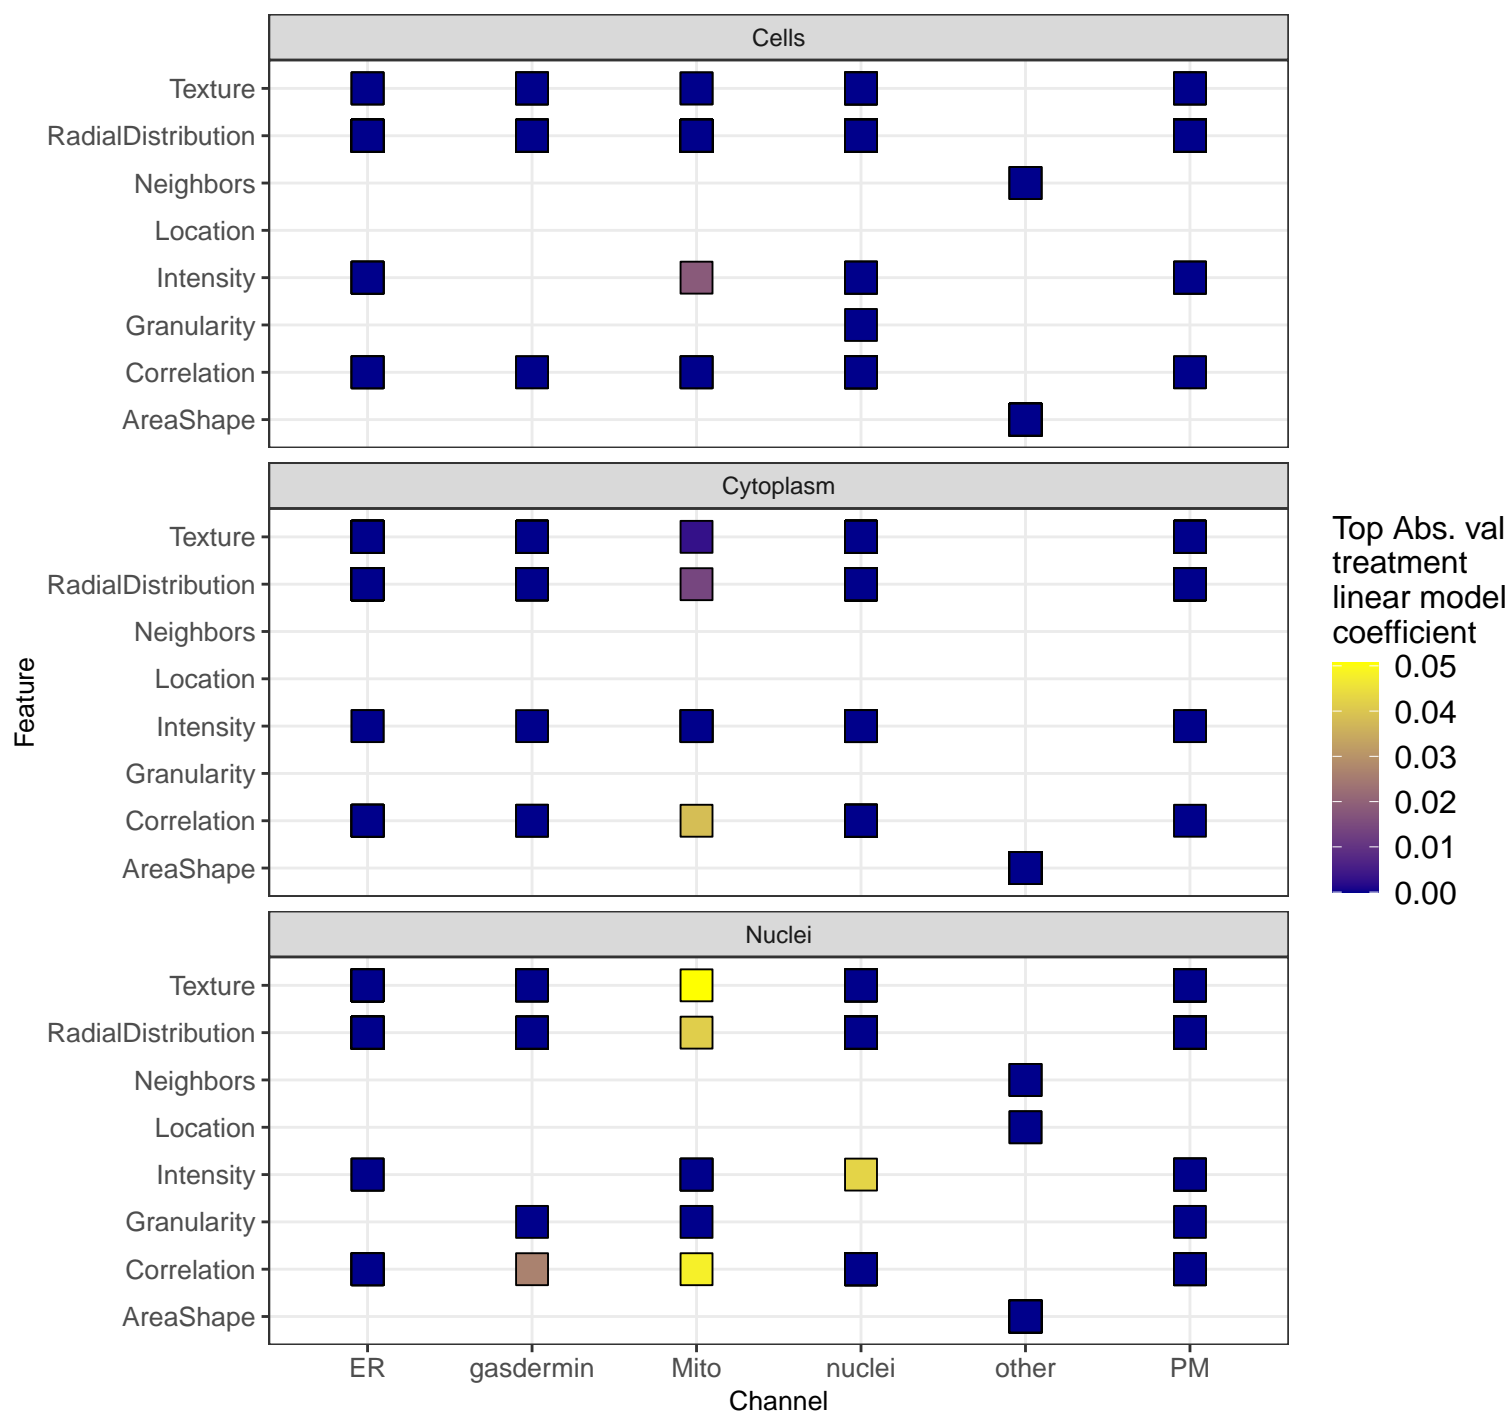 Cells
Texture
RadialDistribution
Neighbors
Location
Intensity
Granularity
Correlation
AreaShape
Cytoplasm
Texture
RadialDistribution
Neighbors
Location
Intensity
Granularity
Correlation
AreaShape
Nuclei
Texture
RadialDistribution
Neighbors
Location
Intensity
Granularity
Correlation
AreaShape
ER gasdermin Mito nuclei other PM
Channel
Feature
Top Abs. val
treatment
linear model
coefficient
0.05
0.04
0.03
0.02
0.01
0.00